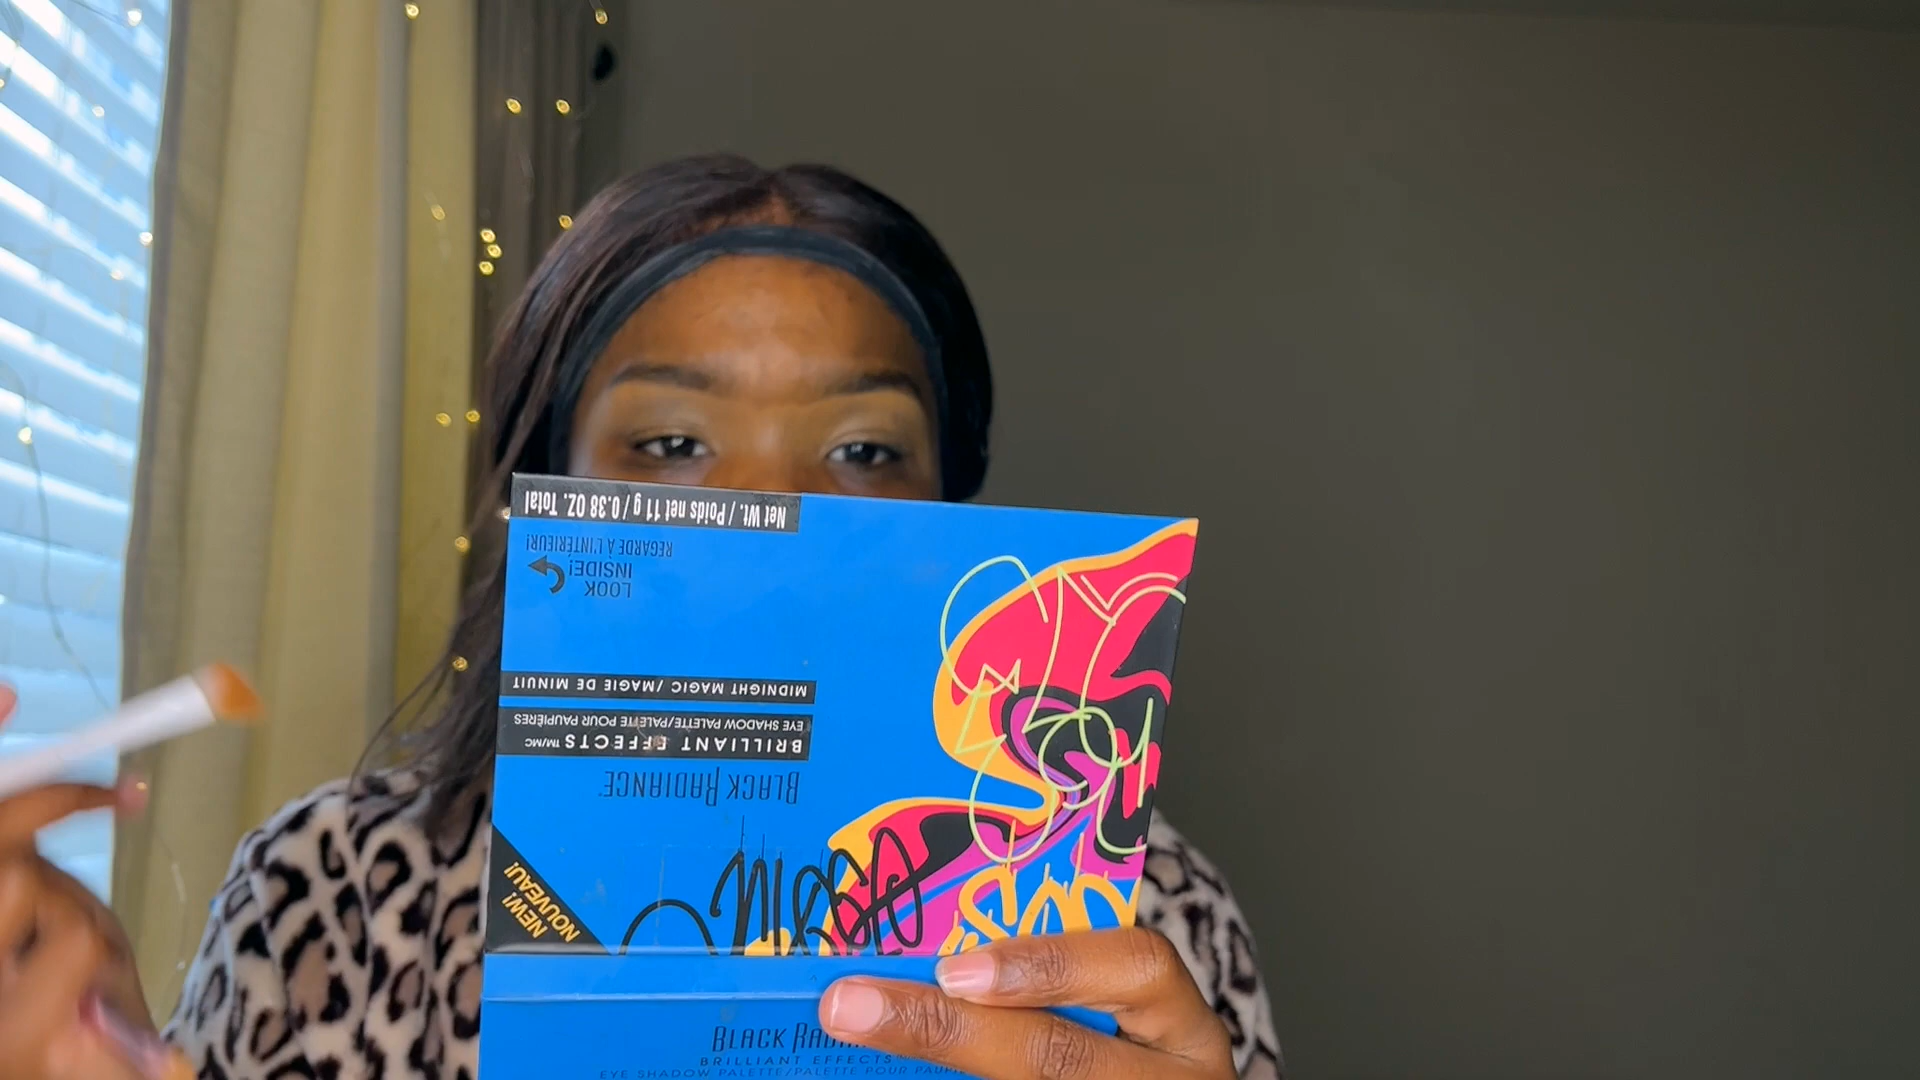 Net Wt. / Poids net 11 g / 0.38 OZ. Total
LOOK
INSIDE!
REGARDE À L'INTÉRIEUR!
MIDNIGHT MAGIC / MAGIE DE MINUIT
BRILLIANT EFFECTS TM/MC
EYE SHADOW PALETTE/PALETTE POUR PAUPIÈRES
BLACK RADIANCE
NEW!
NOUVEAU!
BLACK
BRILLIANT EFFECTS
EYE SHADOW PALETTE/PALETTE POUR